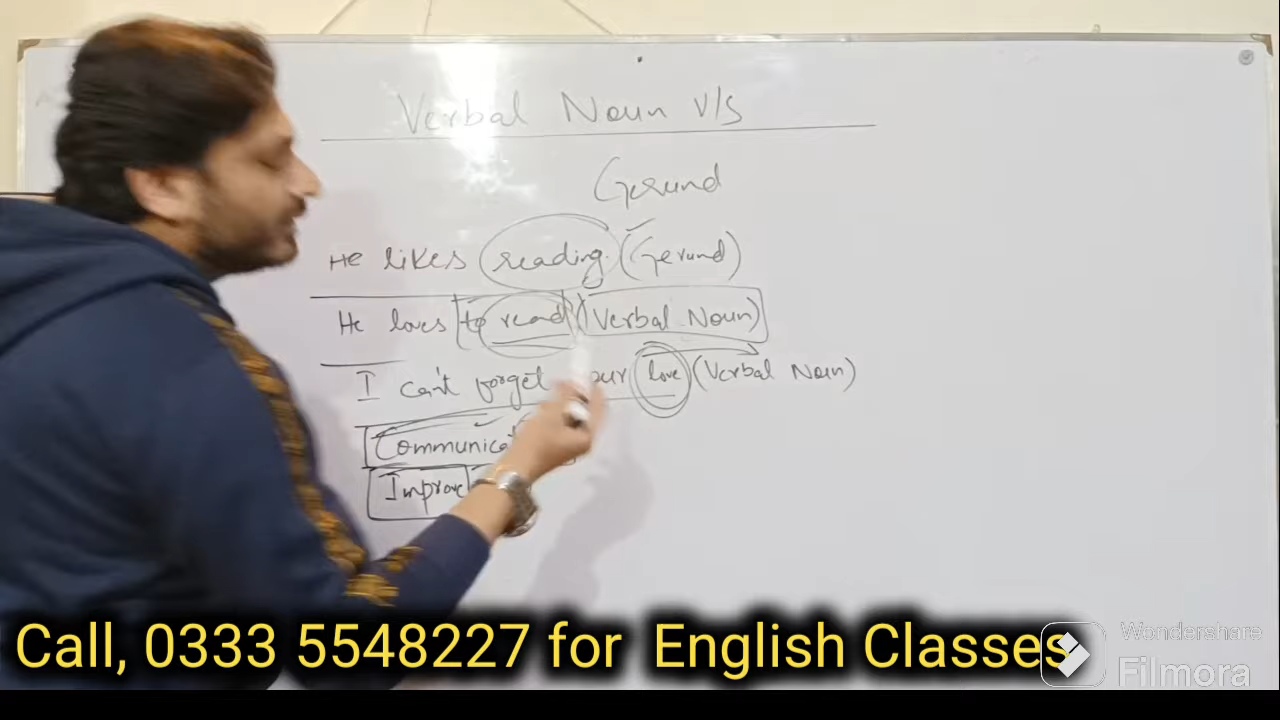 Verbal Noun V/S
Gerund
He likes reading. (Gerund)
He loves to read (Verbal Noun)
I can't forget our love (Verbal Noun)
Communicat
Improve
Call, 0333 5548227 for English Classes
Wondershare
Filmora